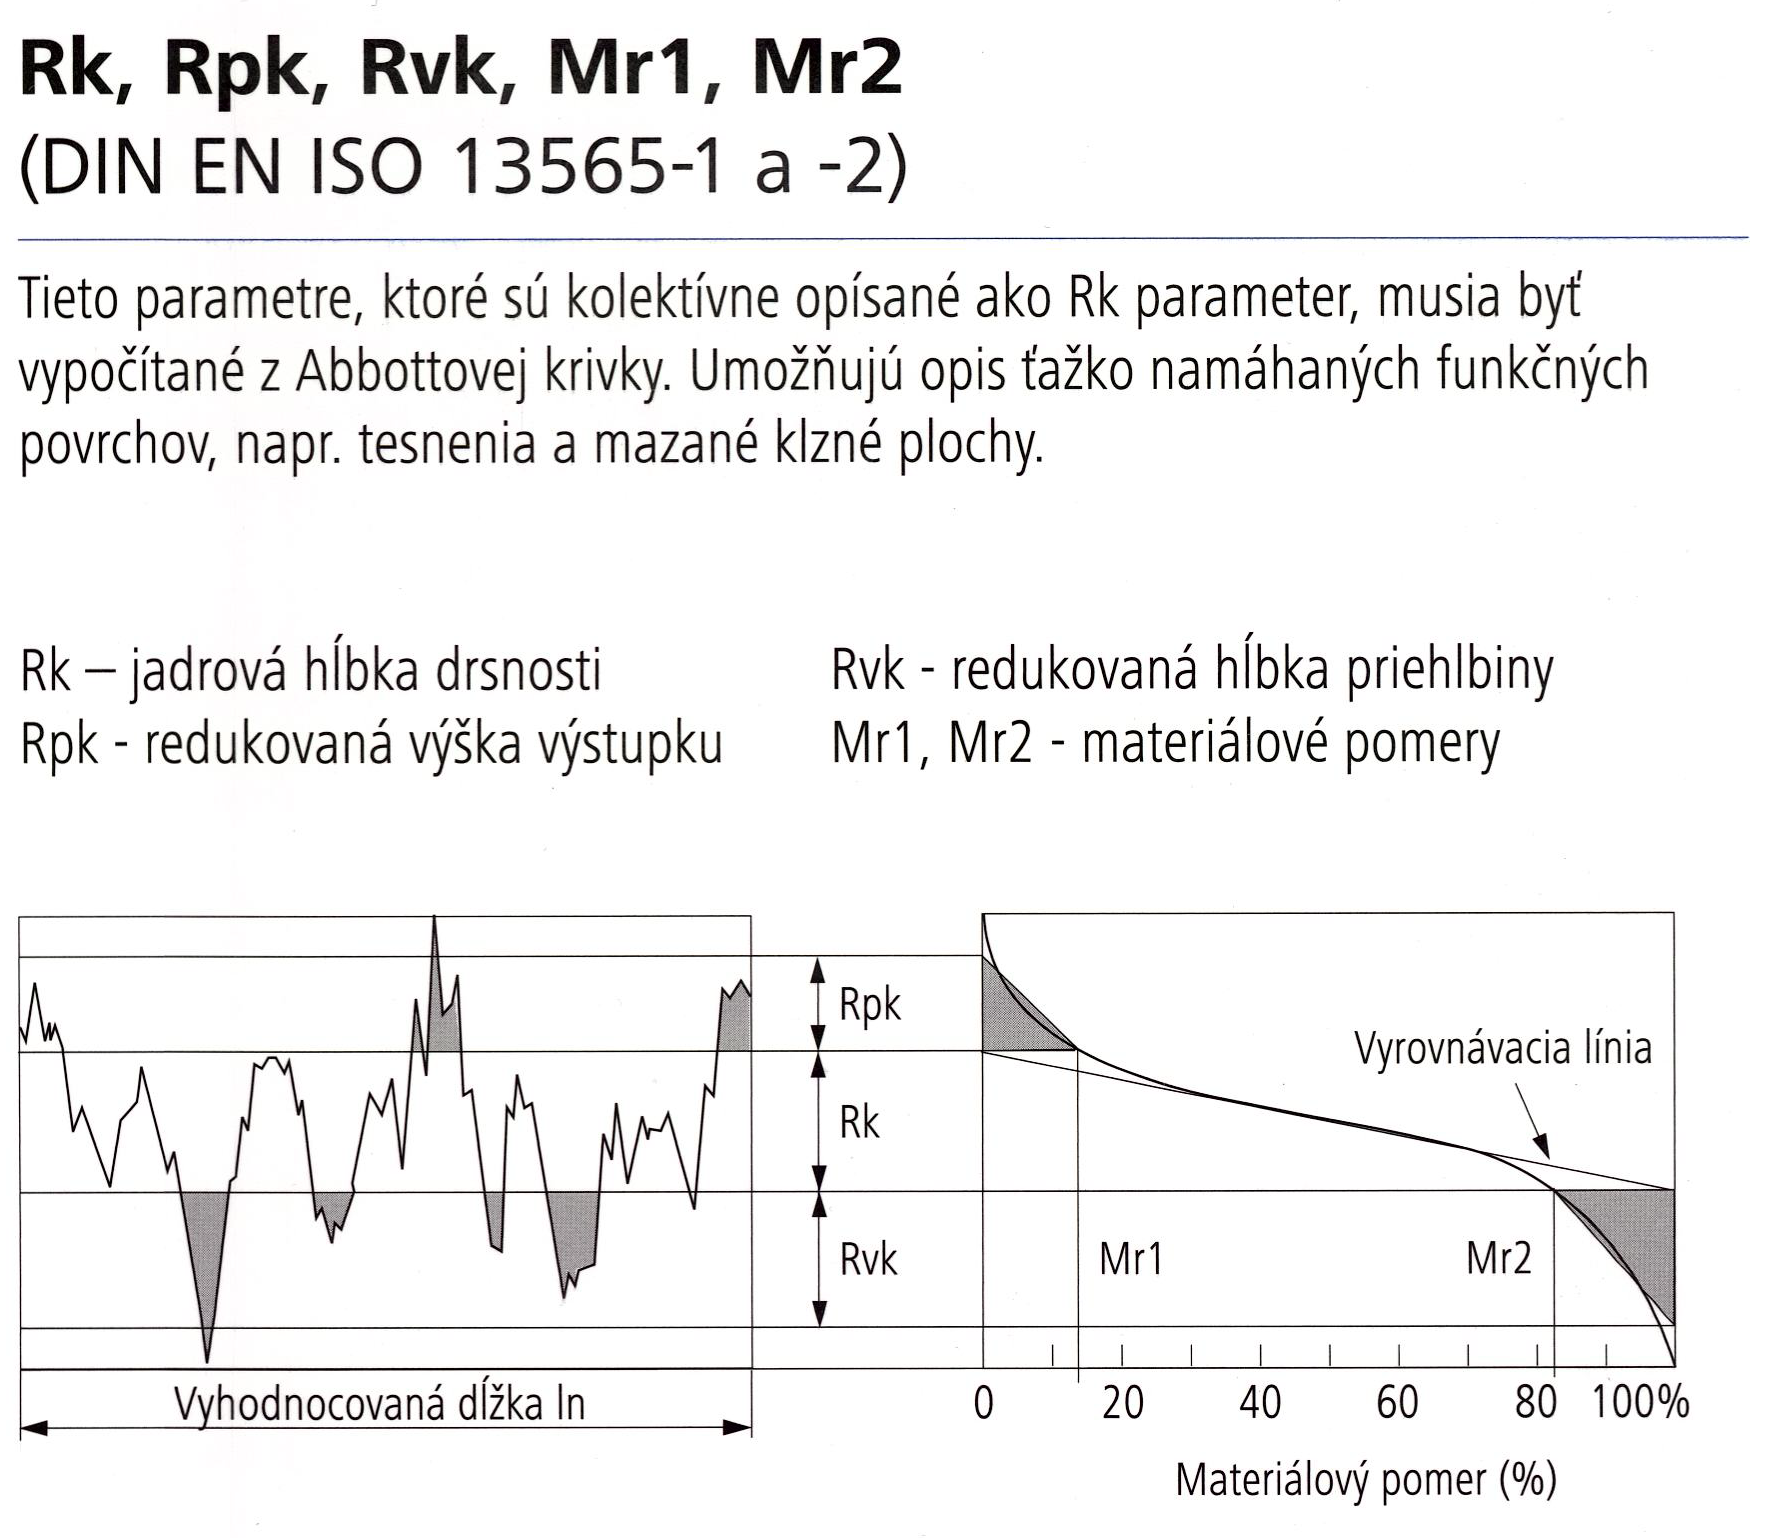 Rk, Rpk, Rvk, Mr1, Mr2
(DIN EN ISO 13565-1 a -2)
Tieto parametre, ktoré sú kolektívne opísané ako Rk parameter, musia byť
vypočítané z Abbottovej krivky. Umožňujú opis ťažko namáhaných funkčných
povrchov, napr. tesnenia a mazané klzné plochy.
Rk – jadrová hĺbka drsnosti
Rpk - redukovaná výška výstupku
Rvk - redukovaná hĺbka priehlbiny
Mr1, Mr2 - materiálové pomery
Rpk
Rk
Rvk
Vyrovnávacia línia
Mr1
Mr2
Vyhodnocovaná dĺžka ln
0 20 40 60 80 100%
Materiálový pomer (%)